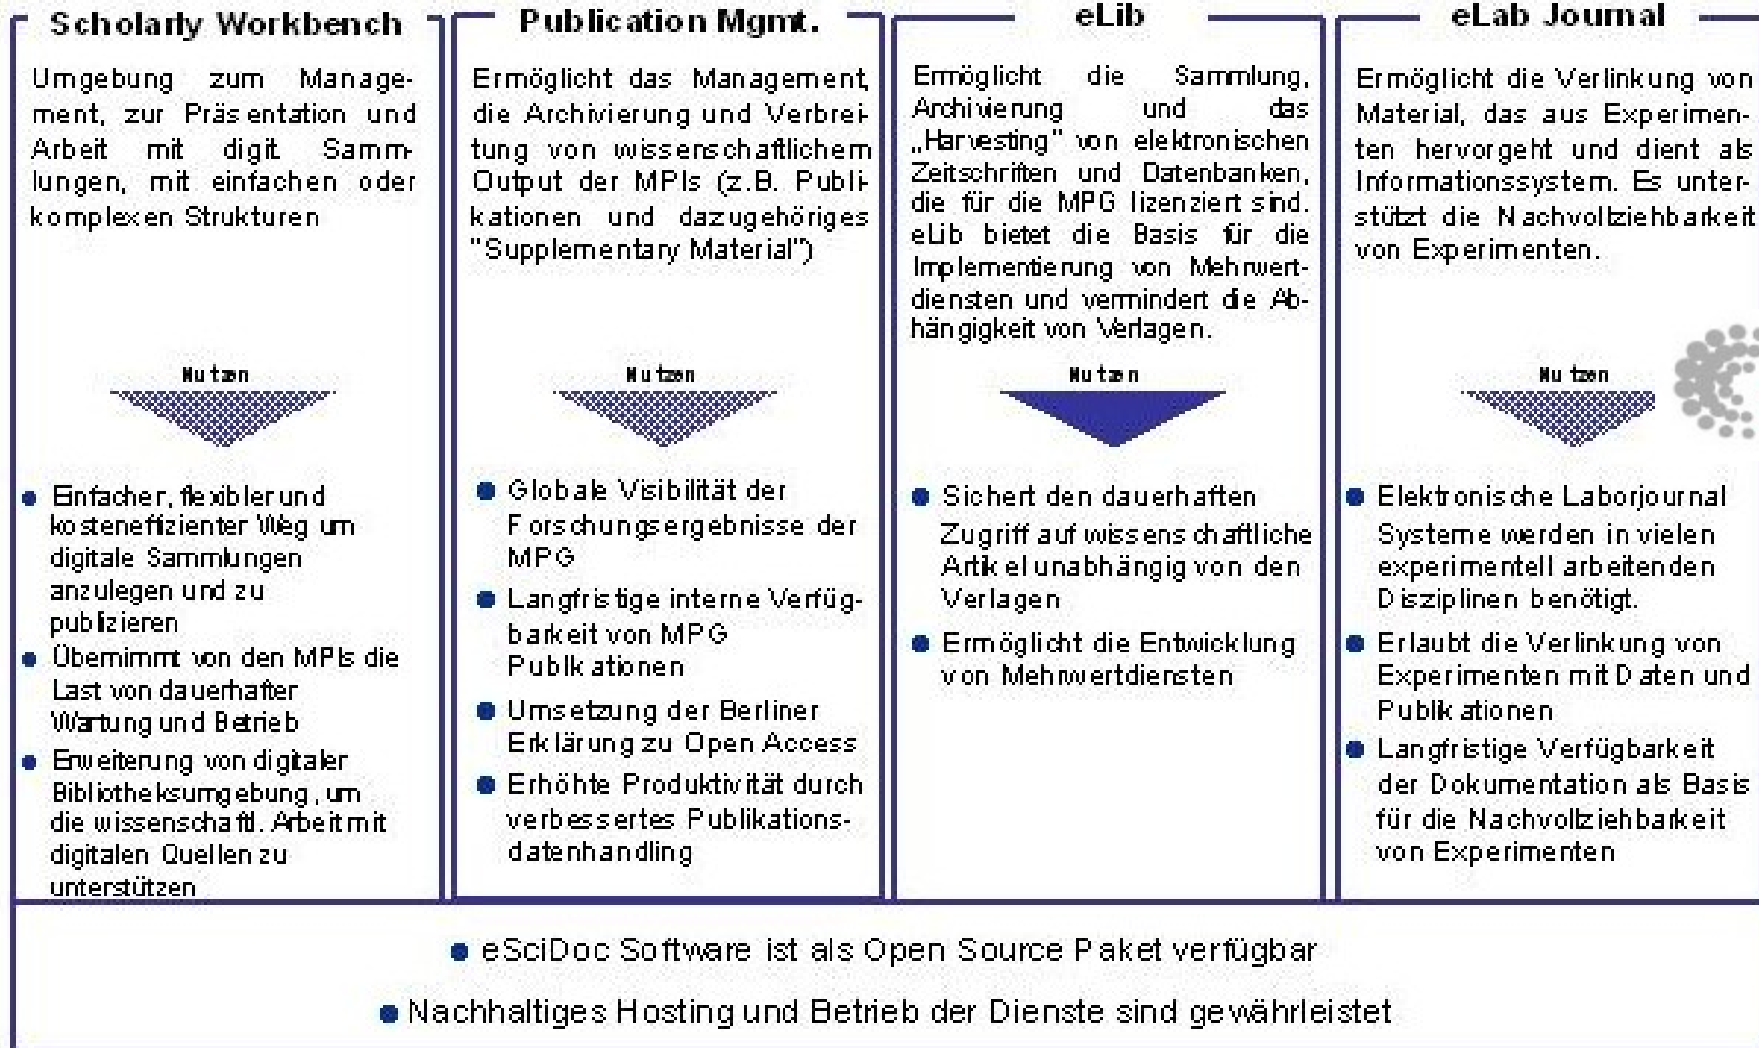 Scholarly Workbench
Umgebung zum Manage-
ment, zur Präsentation und
Arbeit mit digit. Samm-
lungen, mit einfachen oder
komplexen Strukturen
Nutzen
Einfacher, flexibler und
kosteneffizienter Weg um
digitale Sammlungen
anzulegen und zu
publizieren
Übernimmt von den MPIs die
Last von dauerhafter
Wartung und Betrieb
Erweiterung von digitaler
Bibliotheksumgebung, um
die wissenschaftl. Arbeit mit
digitalen Quellen zu
unterstützen
Publication Mgmt.
Ermöglicht das Management,
die Archivierung und Verbrei-
tung von wissenschaftlichem
Output der MPIs (z.B. Publi-
kationen und dazugehöriges
"Supplementary Material")
Nutzen
Globale Visibilität der
Forschungsergebnisse der
MPG
Langfristige interne Verfüg-
barkeit von MPG
Publikationen
Umsetzung der Berliner
Erklärung zu Open Access
Erhöhte Produktivität durch
verbessertes Publikations-
datenhandling
eLib
Ermöglicht die Sammlung,
Archivierung und das
„Harvesting" von elektronischen
Zeitschriften und Datenbanken,
die für die MPG lizenziert sind.
eLib bietet die Basis für die
Implementierung von Mehrwert-
diensten und vermindert die Ab-
hängigkeit von Verlagen.
Nutzen
Sichert den dauerhaften
Zugriff auf wissenschaftliche
Artikel unabhängig von den
Verlagen
Ermöglicht die Entwicklung
von Mehrwertdiensten
eLab Journal
Ermöglicht die Verlinkung von
Material, das aus Experimen-
ten hervorgeht und dient als
Informationssystem. Es unter-
stützt die Nachvollziehbarkeit
von Experimenten.
Nutzen
Elektronische Laborjournal
Systeme werden in vielen
experimentell arbeitenden
Disziplinen benötigt.
Erlaubt die Verlinkung von
Experimenten mit Daten und
Publikationen
Langfristige Verfügbarkeit
der Dokumentation als Basis
für die Nachvollziehbarkeit
von Experimenten
eSciDoc Software ist als Open Source Paket verfügbar
Nachhaltiges Hosting und Betrieb der Dienste sind gewährleistet